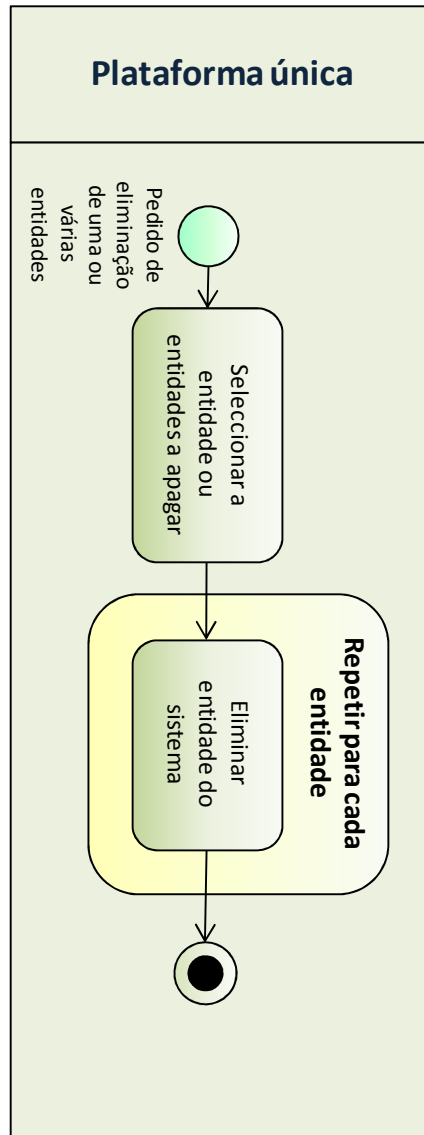 Plataforma única
Pedido de
eliminação
de uma ou
várias
entidades
Seleccionar a
entidade ou
entidades a apagar
Repetir para cada
entidade
Eliminar
entidade do
sistema